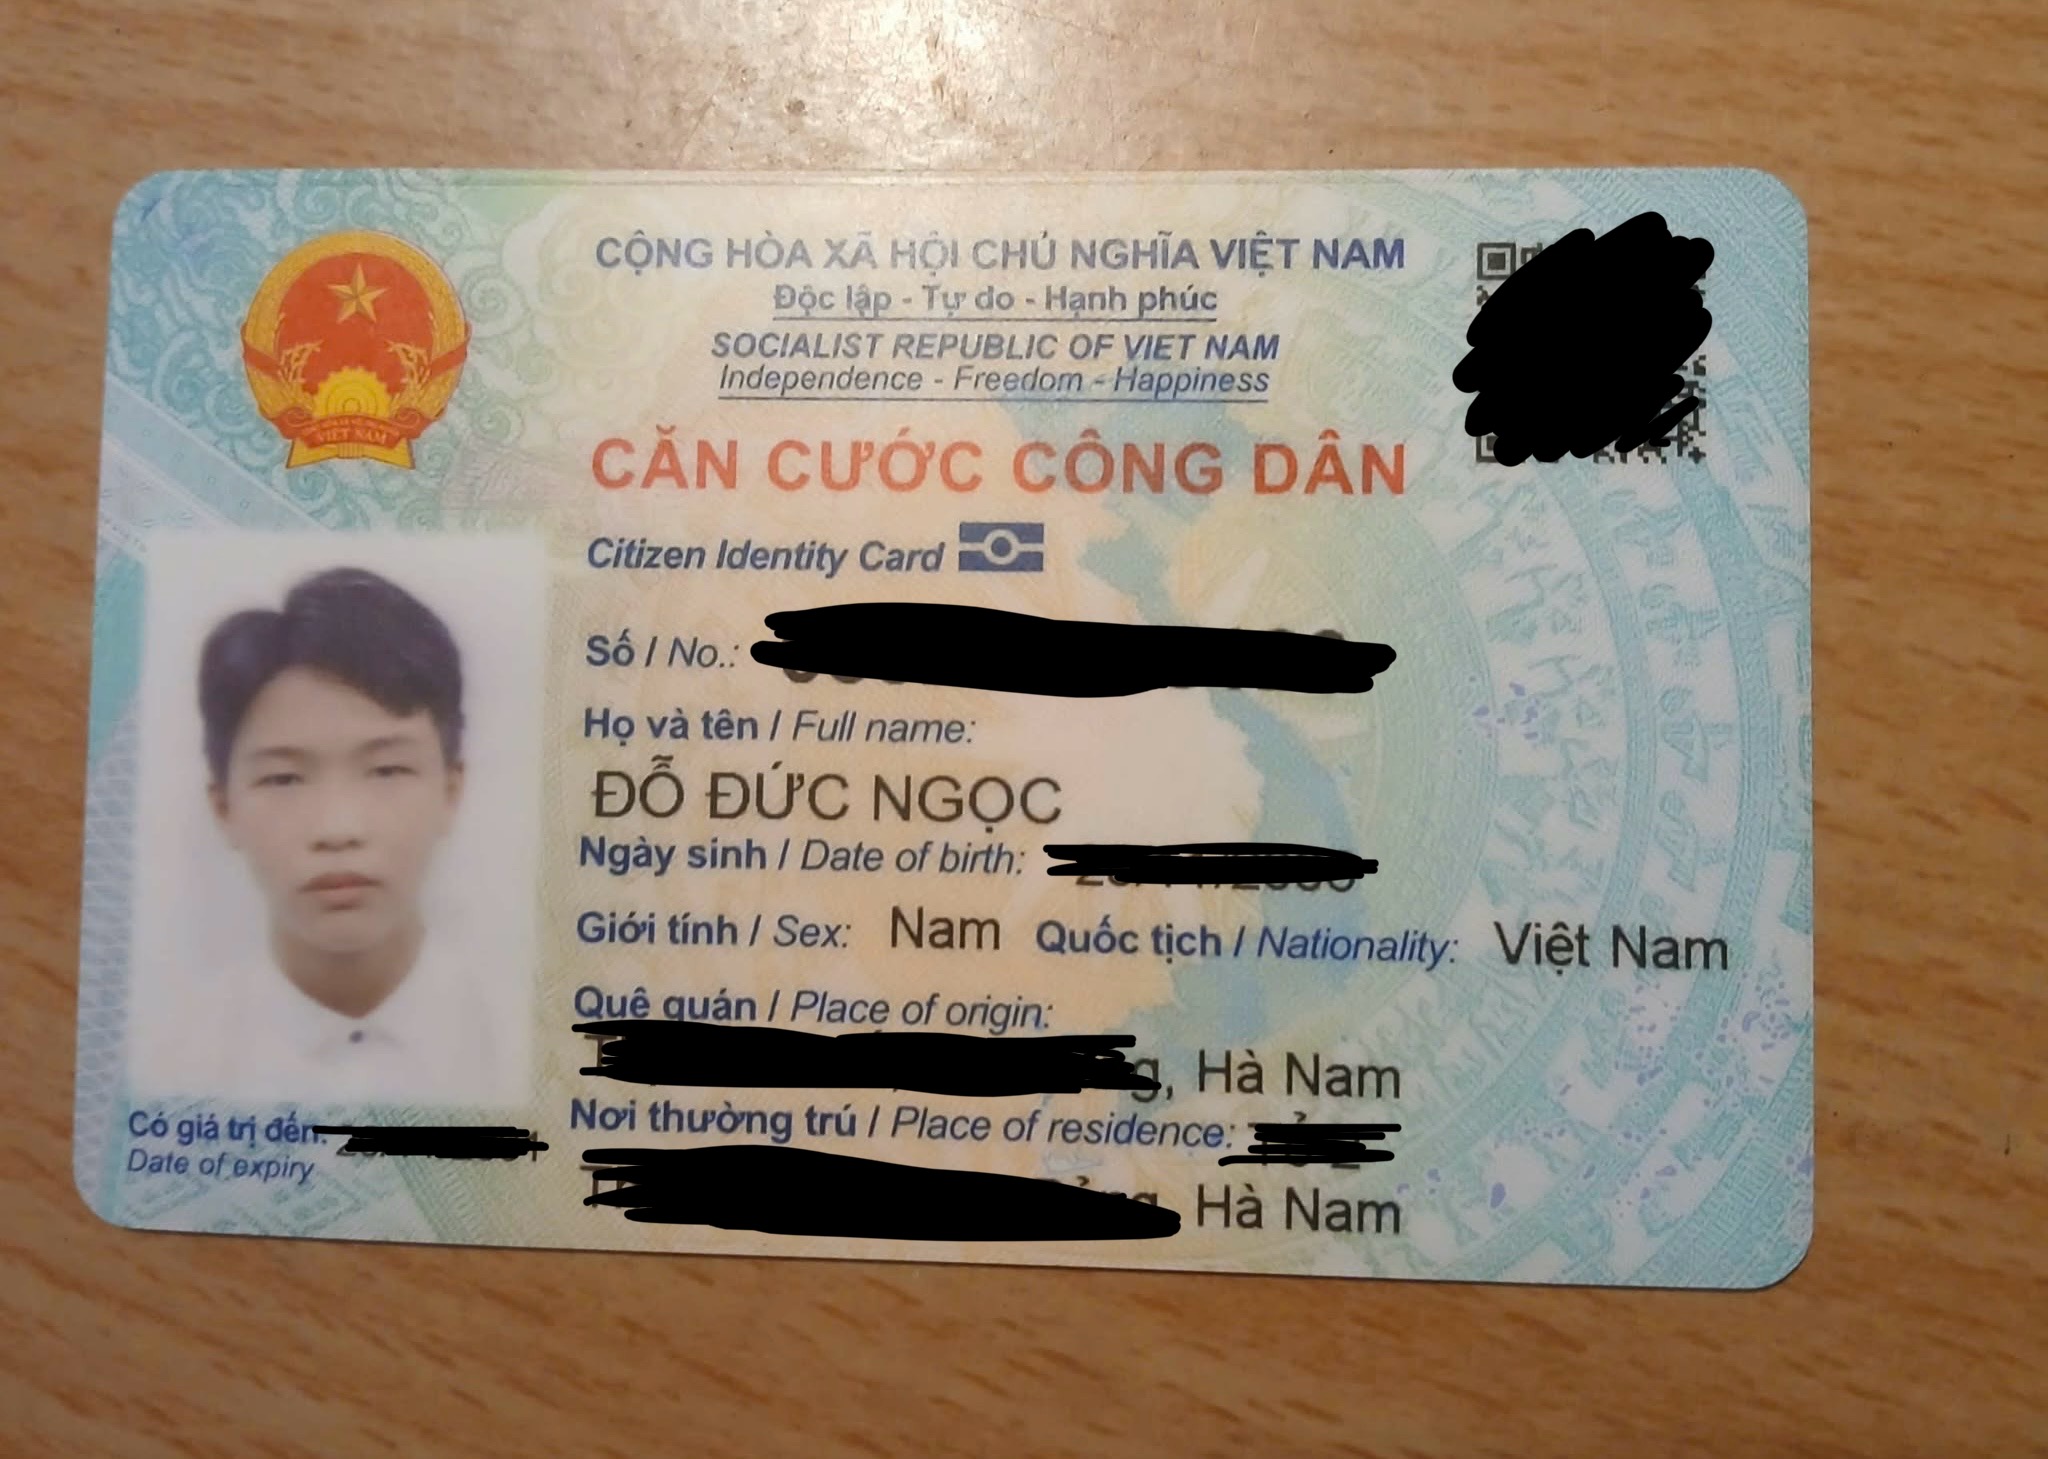 CỘNG HÒA XÃ HỘI CHỦ NGHĨA VIỆT NAM
Độc lập - Tự do - Hạnh phúc
SOCIALIST REPUBLIC OF VIET NAM
Independence - Freedom - Happiness
CĂN CƯỚC CÔNG DÂN
Citizen Identity Card
VIỆT NAM
Số / No.:
Họ và tên / Full name:
ĐỖ ĐỨC NGỌC
Ngày sinh / Date of birth:
Giới tính / Sex: Nam Quốc tịch / Nationality: Việt Nam
Quê quán / Place of origin:
, Hà Nam
Nơi thường trú / Place of residence:
, Hà Nam
Có giá trị đến:
Date of expiry